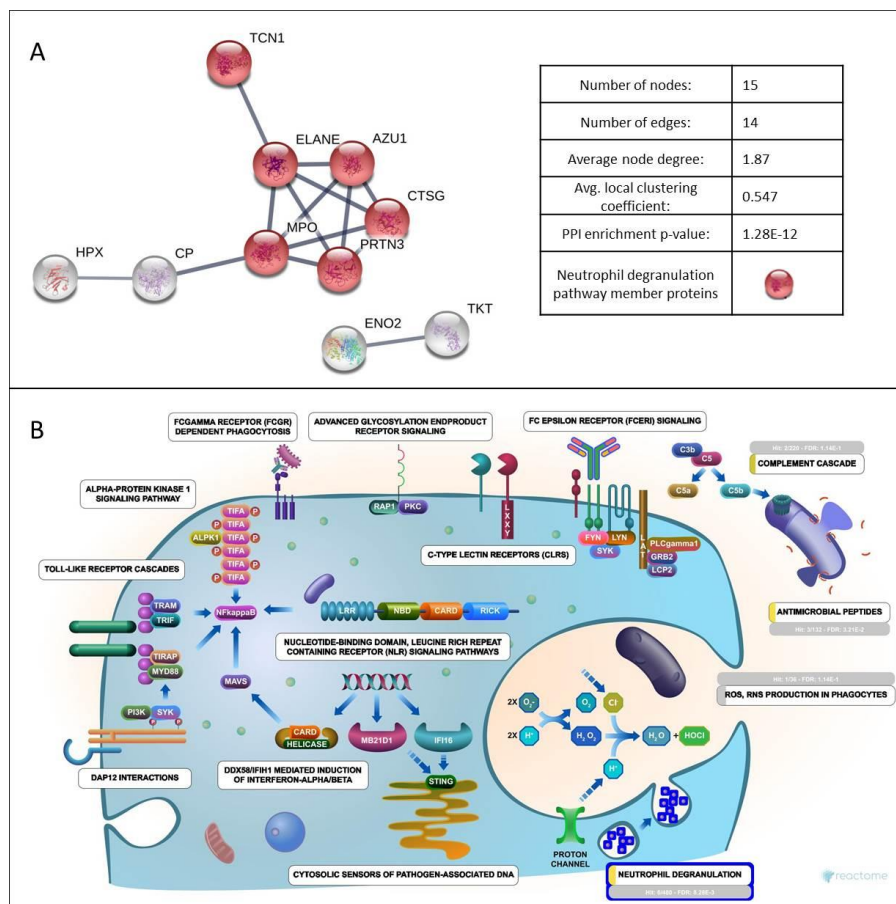 A
TCN1
ELANE
AZU1
CTSG
MPO
PRTN3
HPX
CP
ENO2
TKT
Number of nodes: 15
Number of edges: 14
Average node degree: 1.87
Avg. local clustering
coefficient: 0.547
PPI enrichment p-value: 1.28E-12
Neutrophil degranulation
pathway member proteins
B
FCGAMMA RECEPTOR (FCGR)
DEPENDENT PHAGOCYTOSIS
ADVANCED GLYCOSYLATION ENDPRODUCT
RECEPTOR SIGNALING
FC EPSILON RECEPTOR (FCERI) SIGNALING
C3b
C5
C5a
C5b
COMPLEMENT CASCADE
ALPHA-PROTEIN KINASE 1
SIGNALING PATHWAY
TIFA
P
P
TIFA
ALPK1
TIFA
P
P
TIFA
TIFA
P
P
TIFA
RAP1
PKC
LXXY
C-TYPE LECTIN RECEPTORS (CLRS)
FYN
LYN
SYK
LAT
PLCgamma1
GRB2
LCP2
TOLL-LIKE RECEPTOR CASCADES
TRAM
TRIF
NFkappaB
TIRAP
MYD88
LRR
NBD
CARD
RICK
NUCLEOTIDE-BINDING DOMAIN, LEUCINE RICH REPEAT
CONTAINING RECEPTOR (NLR) SIGNALING PATHWAYS
ANTIMICROBIAL PEPTIDES
ROS, RNS PRODUCTION IN PHAGOCYTES
MAVS
PI3K
SYK
P
P
DAP12 INTERACTIONS
CARD
HELICASE
MB21D1
IFI16
DDX58/IFIH1 MEDIATED INDUCTION
OF INTERFERON-ALPHA/BETA
STING
CYTOSOLIC SENSORS OF PATHOGEN-ASSOCIATED DNA
2X
2X
H⁺
H₂O₂
Cl⁻
H₂O + HOCl
H⁺
PROTON
CHANNEL
NEUTROPHIL DEGRANULATION
reactome